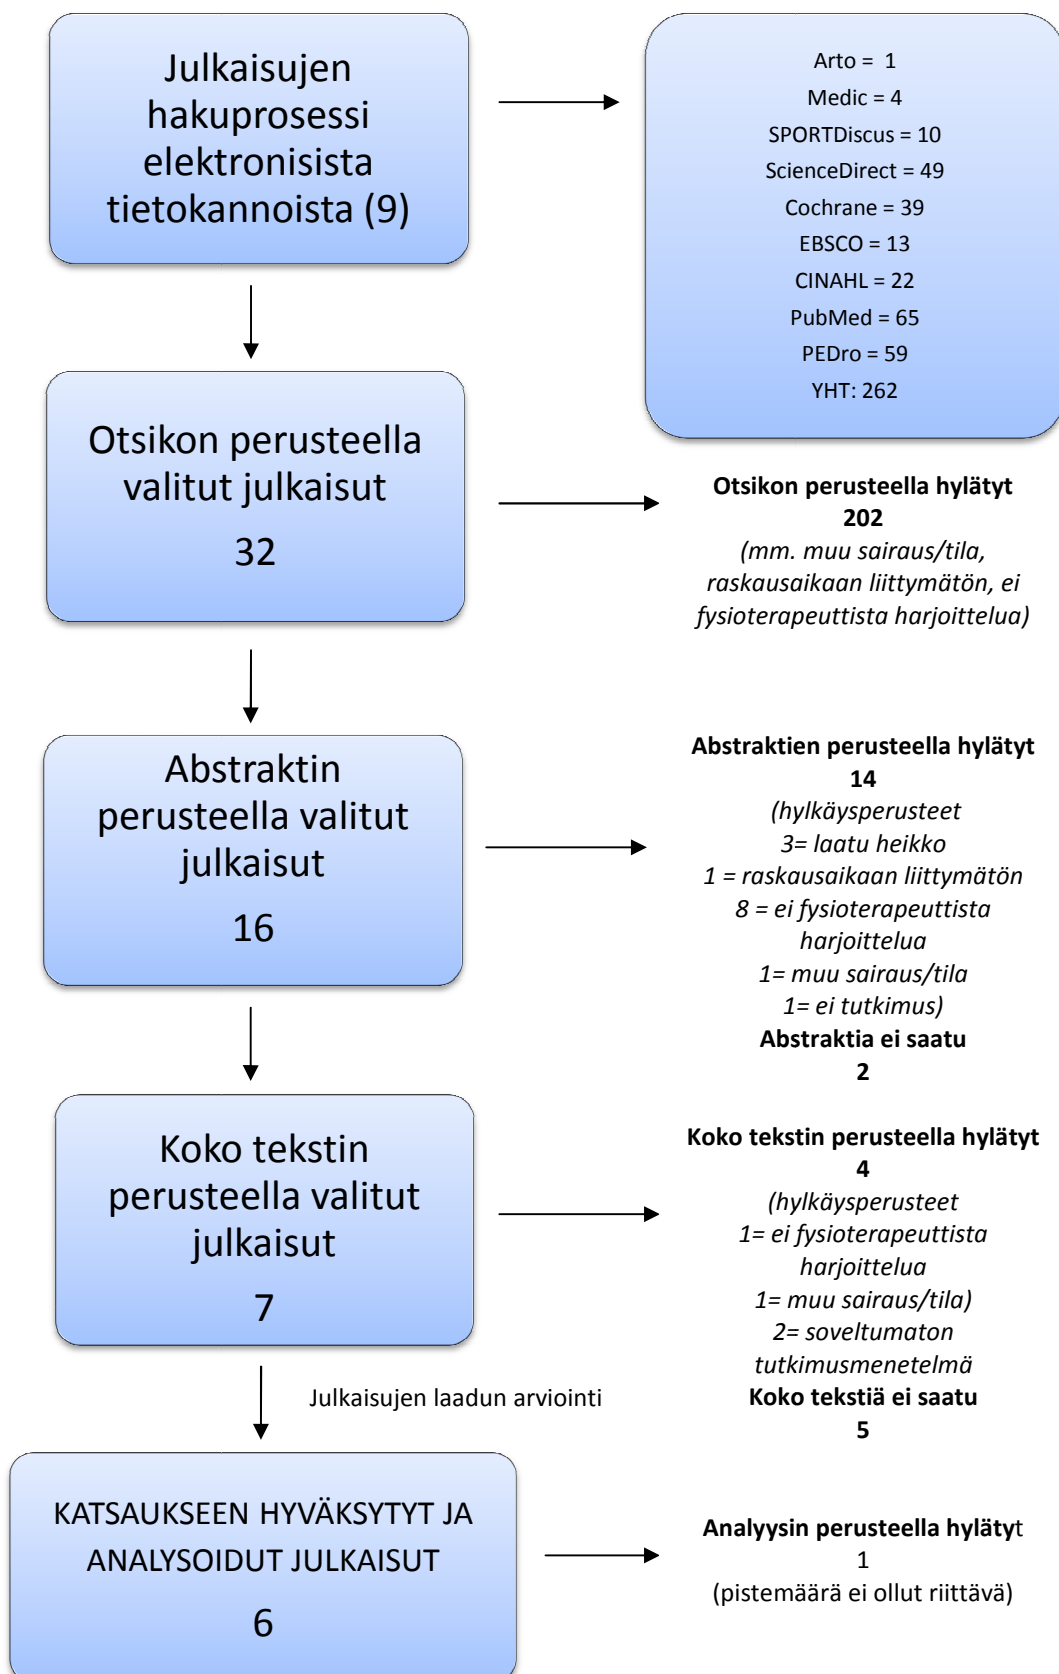 Julkaisujen
hakuprosessi
elektronisista
tietokannoista (9)
Arto = 1
Medic = 4
SPORTDiscus = 10
ScienceDirect = 49
Cochrane = 39
EBSCO = 13
CINAHL = 22
PubMed = 65
PEDro = 59
YHT: 262
Otsikon perusteella
valitut julkaisut
32
Otsikon perusteella hylätyt
202
(mm. muu sairaus/tila,
raskausaikaan liittymätön, ei
fysioterapeuttista harjoittelua)
Abstraktin
perusteella valitut
julkaisut
16
Abstraktien perusteella hylätyt
14
(hylkäysperusteet
3= laatu heikko
1 = raskausaikaan liittymätön
8 = ei fysioterapeuttista
harjoittelua
1= muu sairaus/tila
1= ei tutkimus)
Abstraktia ei saatu
2
Koko tekstin
perusteella valitut
julkaisut
7
Koko tekstin perusteella hylätyt
4
(hylkäysperusteet
1= ei fysioterapeuttista
harjoittelua
1= muu sairaus/tila)
2= soveltumaton
tutkimusmenetelmä
Koko tekstiä ei saatu
5
Julkaisujen laadun arviointi
KATSAUKSEEN HYVÄKSYTYT JA
ANALYSOIDUT JULKAISUT
6
Analyysin perusteella hylätyt
1
(pistemäärä ei ollut riittävä)